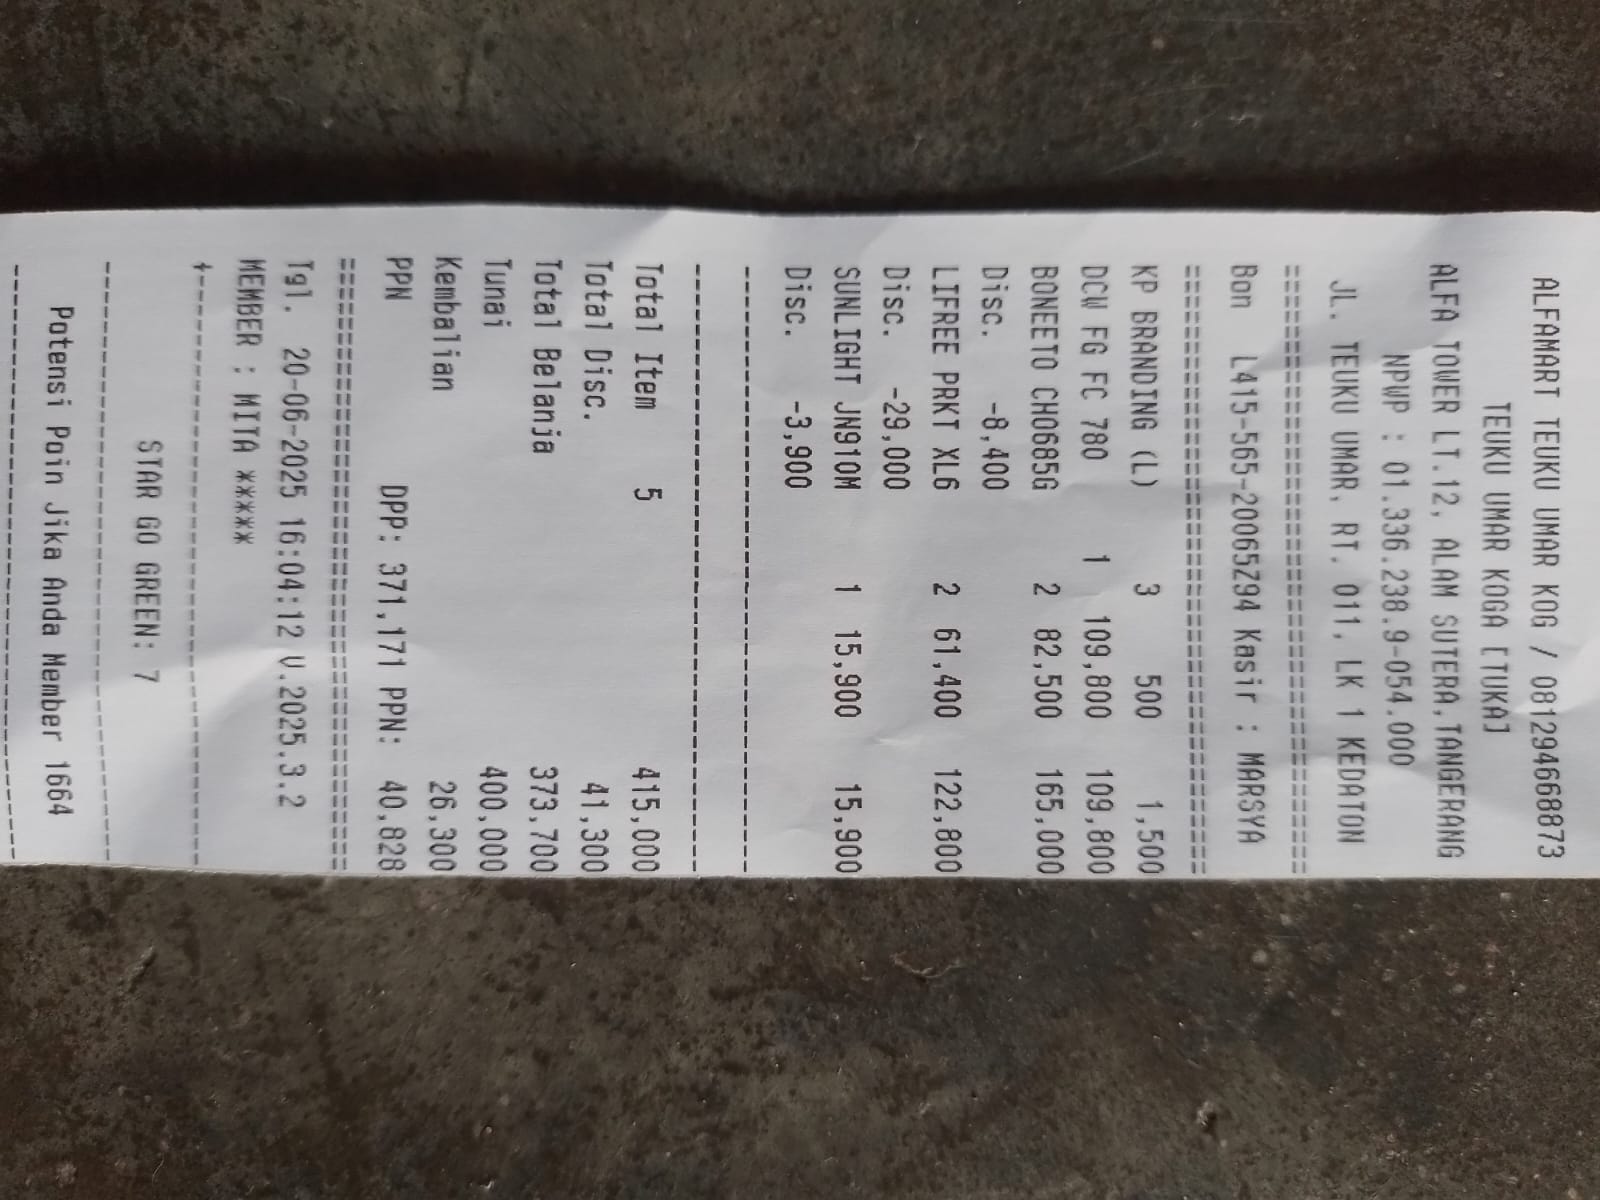 ALFAMART TEUKU UMAR KOG / 081294668873
TEUKU UMAR KOGA [TUKA]
ALFA TOWER LT.12, ALAM SUTERA,TANGERANG
NPWP : 01.336.238.9-054.000
JL. TEUKU UMAR, RT. 011, LK 1 KEDATON
=======================================
Bon L415-565-20065Z94 Kasir : MARSYA
=======================================
KP BRANDING (L) 3 500 1,500
DCW FG FC 780 1 109,800 109,800
BONEETO CHO685G 2 82,500 165,000
Disc. -8,400
LIFREE PRKT XL6 2 61,400 122,800
Disc. -29,000
SUNLIGHT JN910M 1 15,900 15,900
Disc. -3,900
---------------------------------------
---------------------------------------
Total Item 5 415,000
Total Disc. 41,300
Total Belanja 373,700
Tunai 400,000
Kembalian 26,300
PPN DPP: 371,171 PPN: 40,828
=======================================
Tgl. 20-06-2025 16:04:12 V.2025.3.2
MEMBER : MITA *****
+--------------------------------------
STAR GO GREEN: 7
---------------------------------------
Potensi Poin Jika Anda Member 1664
---------------------------------------